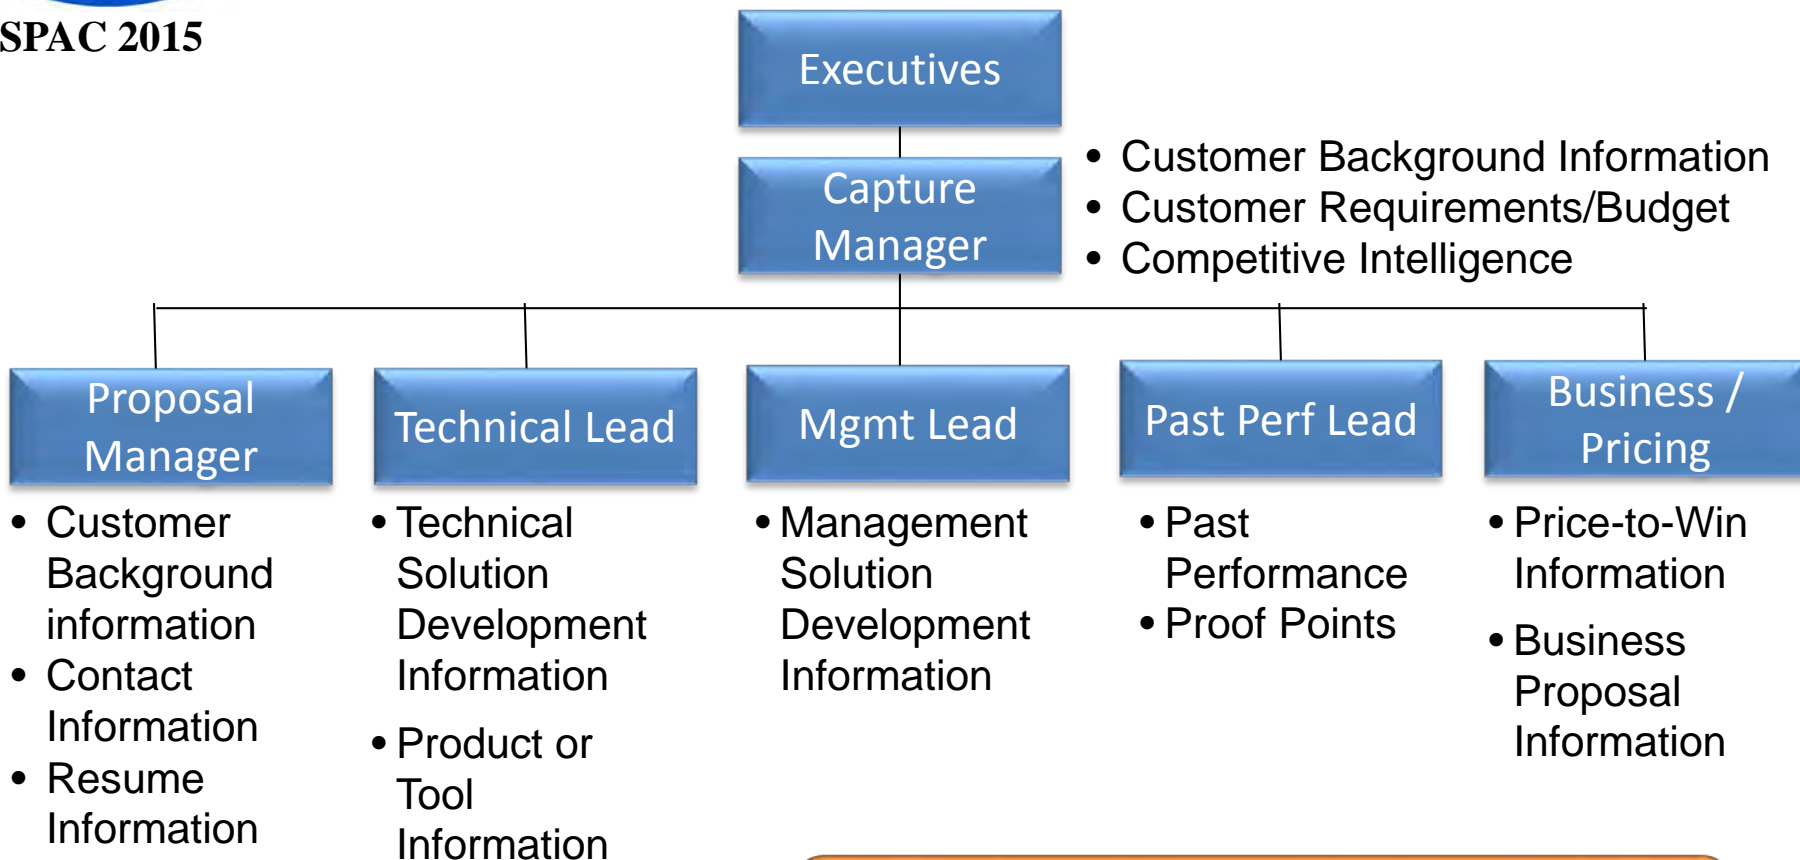 SPAC 2015
Executives
Capture
Manager
• Customer Background Information
• Customer Requirements/Budget
• Competitive Intelligence
Proposal
Manager
Technical Lead
Mgmt Lead
Past Perf Lead
Business /
Pricing
• Customer
Background
information
• Contact
Information
• Resume
Information
• Technical
Solution
Development
Information
• Product or
Tool
Information
• Management
Solution
Development
Information
• Past
Performance
• Proof Points
• Price-to-Win
Information
• Business
Proposal
Information